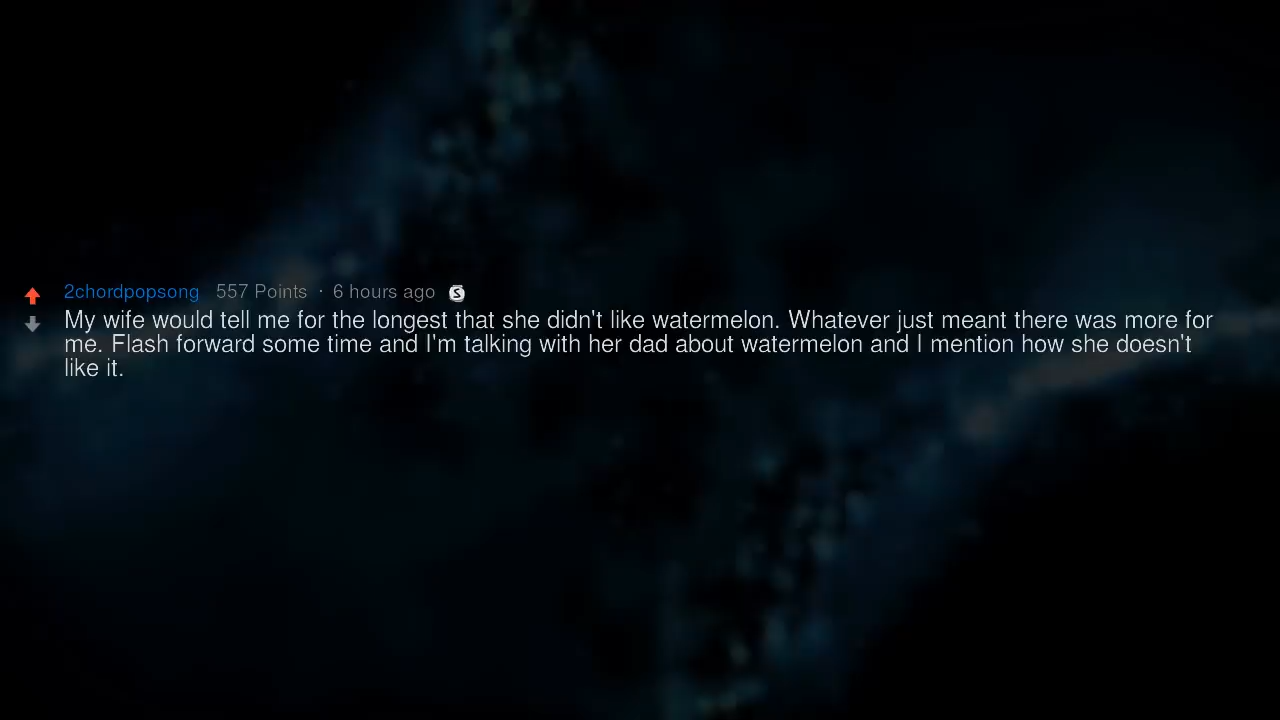 2chordpopsong 557 Points · 6 hours ago S
My wife would tell me for the longest that she didn't like watermelon. Whatever just meant there was more for
me. Flash forward some time and I'm talking with her dad about watermelon and I mention how she doesn't
like it.